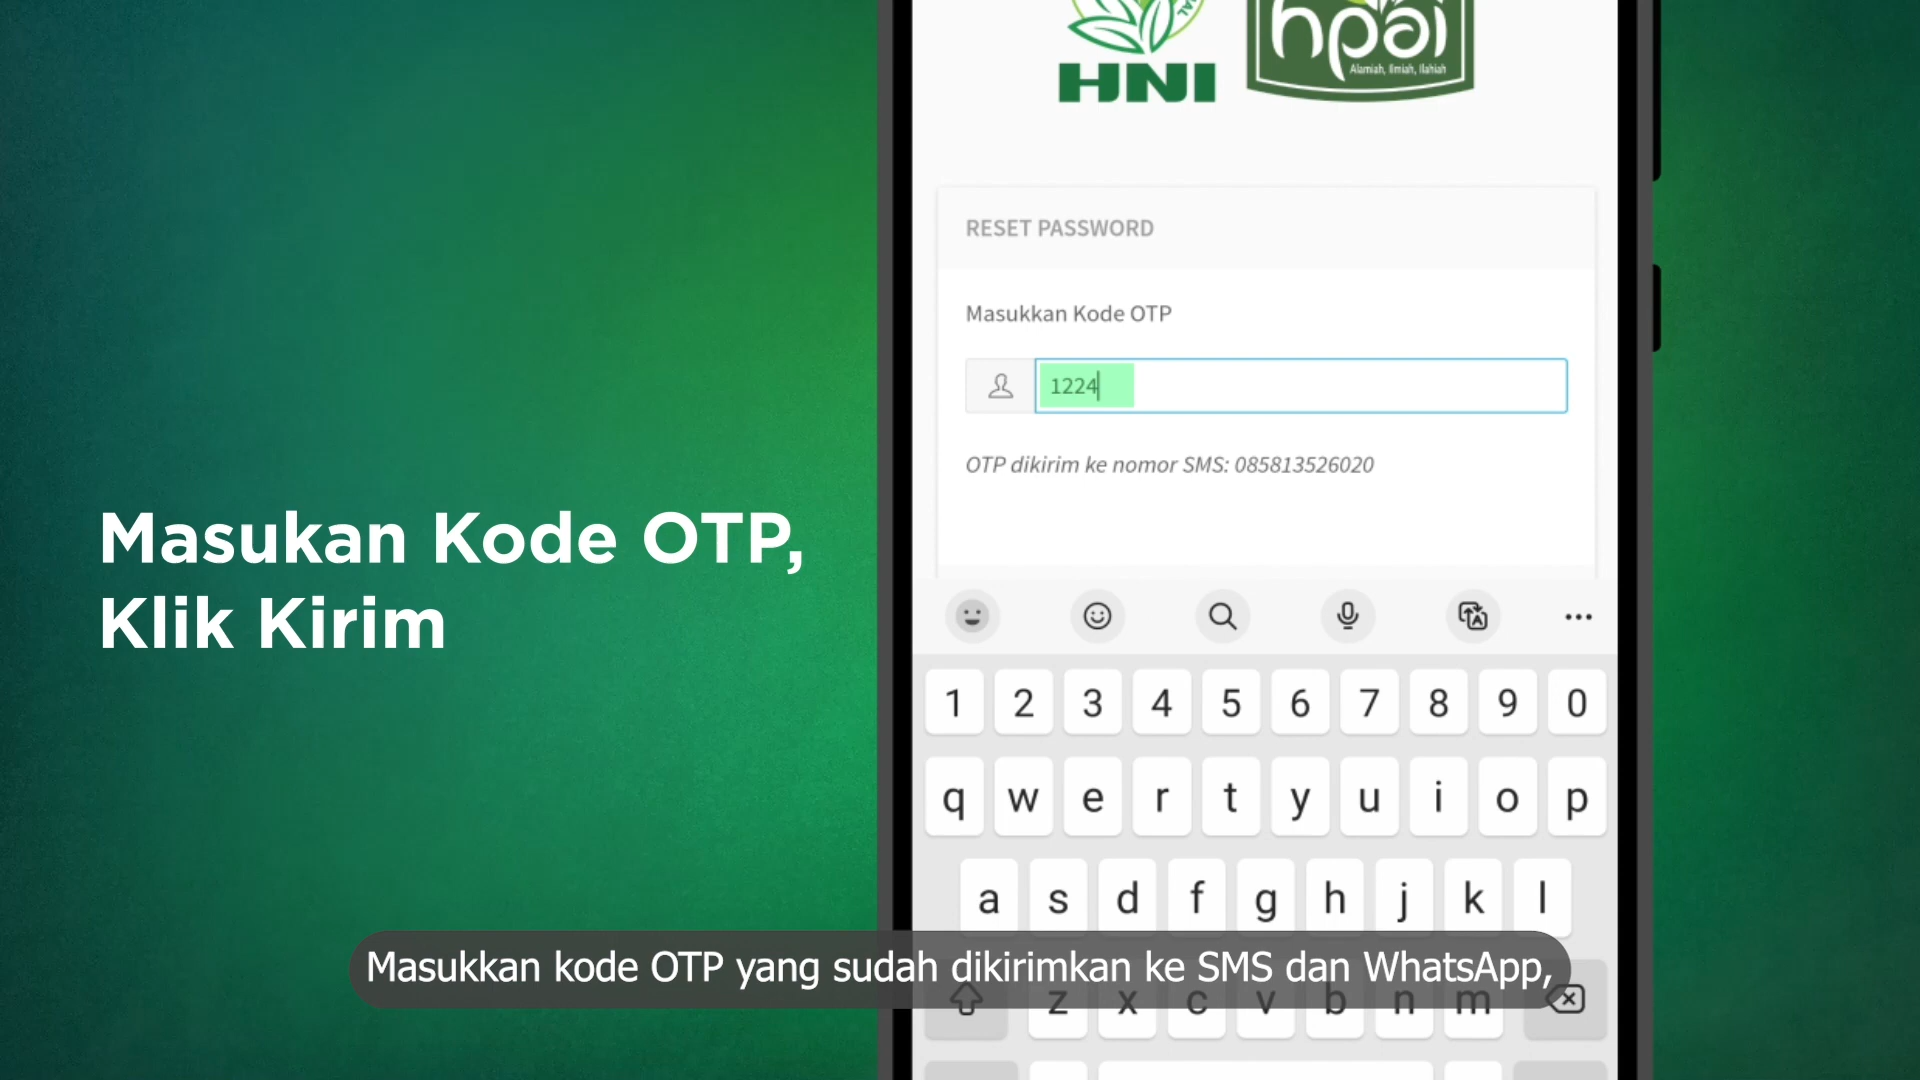 HNI
hpai
Alamiah, Ilmiah, Ilahiah
RESET PASSWORD
Masukkan Kode OTP
1224
OTP dikirim ke nomor SMS: 085813526020
Masukan Kode OTP,
Klik Kirim
1 2 3 4 5 6 7 8 9 0
q w e r t y u i o p
a s d f g h j k l
Masukkan kode OTP yang sudah dikirimkan ke SMS dan WhatsApp,
z x c v b n m